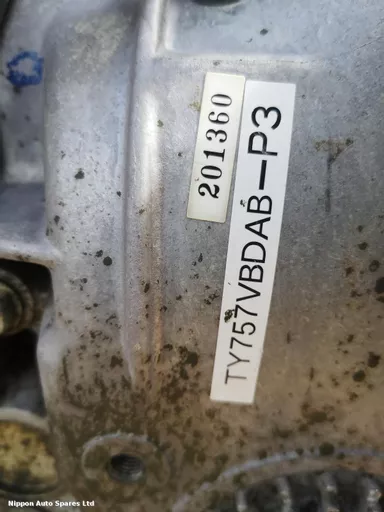 201360
TY757VBDAB-P3
Nippon Auto Spares Ltd